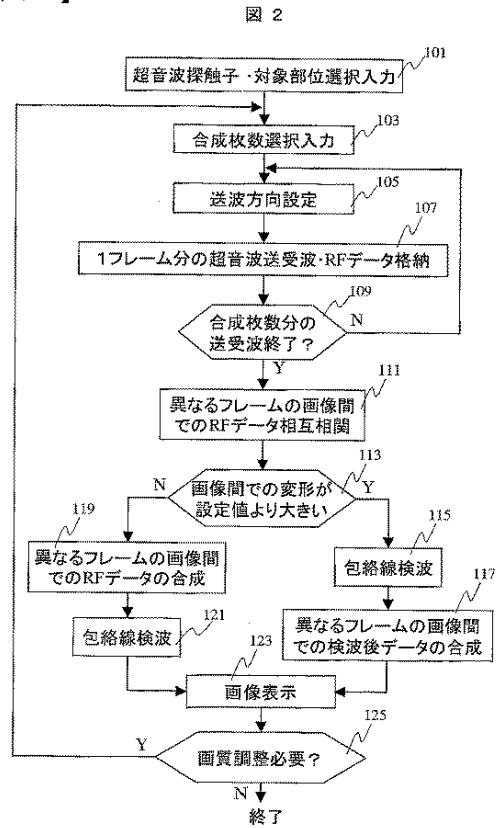 図 2
101
超音波探触子・対象部位選択入力
103
合成枚数選択入力
105
送波方向設定
107
1フレーム分の超音波送受波・RFデータ格納
109
合成枚数分の
送受波終了?
N
Y
111
異なるフレームの画像間
でのRFデータ相互相関
113
画像間での変形が
設定値より大きい
N
Y
119
異なるフレームの画像間
でのRFデータの合成
115
包絡線検波
121
包絡線検波
117
異なるフレームの画像間
での検波後データの合成
123
画像表示
125
画質調整必要?
Y
N
終了